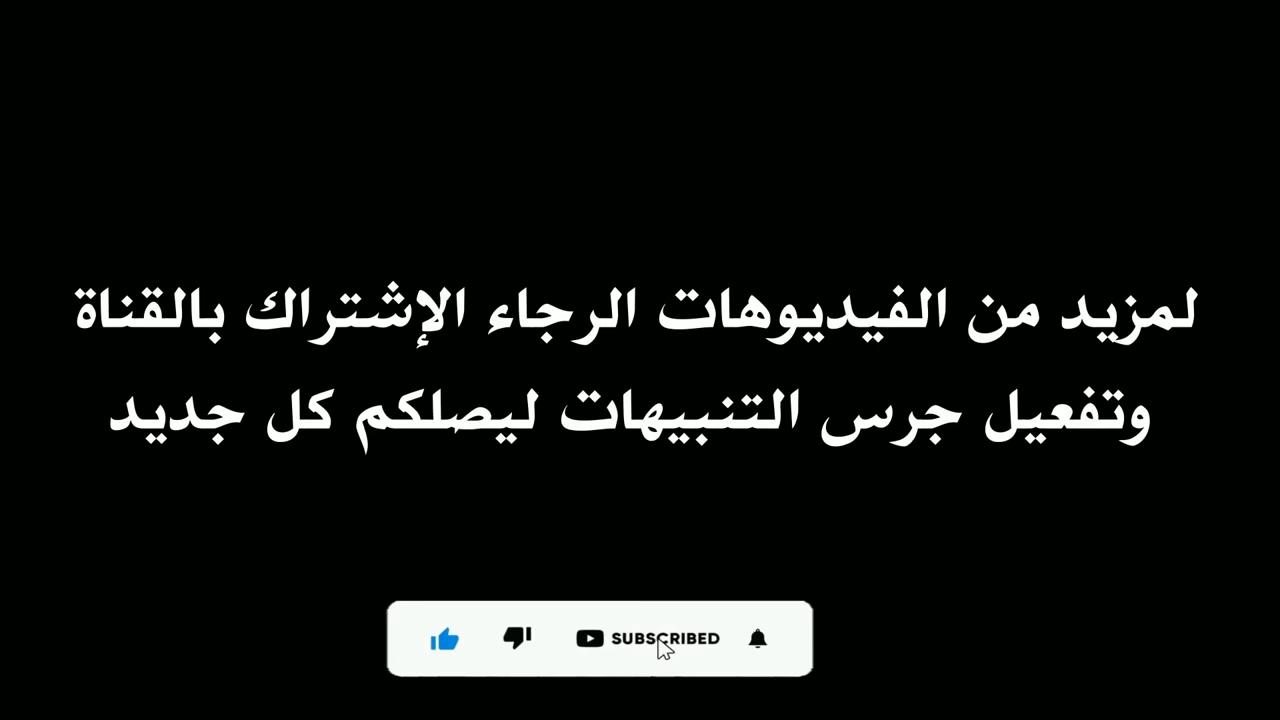 لمزيد من الفيديوهات الرجاء الإشتراك بالقناة
وتفعيل جرس التنبيهات ليصلكم كل جديد
SUBSCRIBED